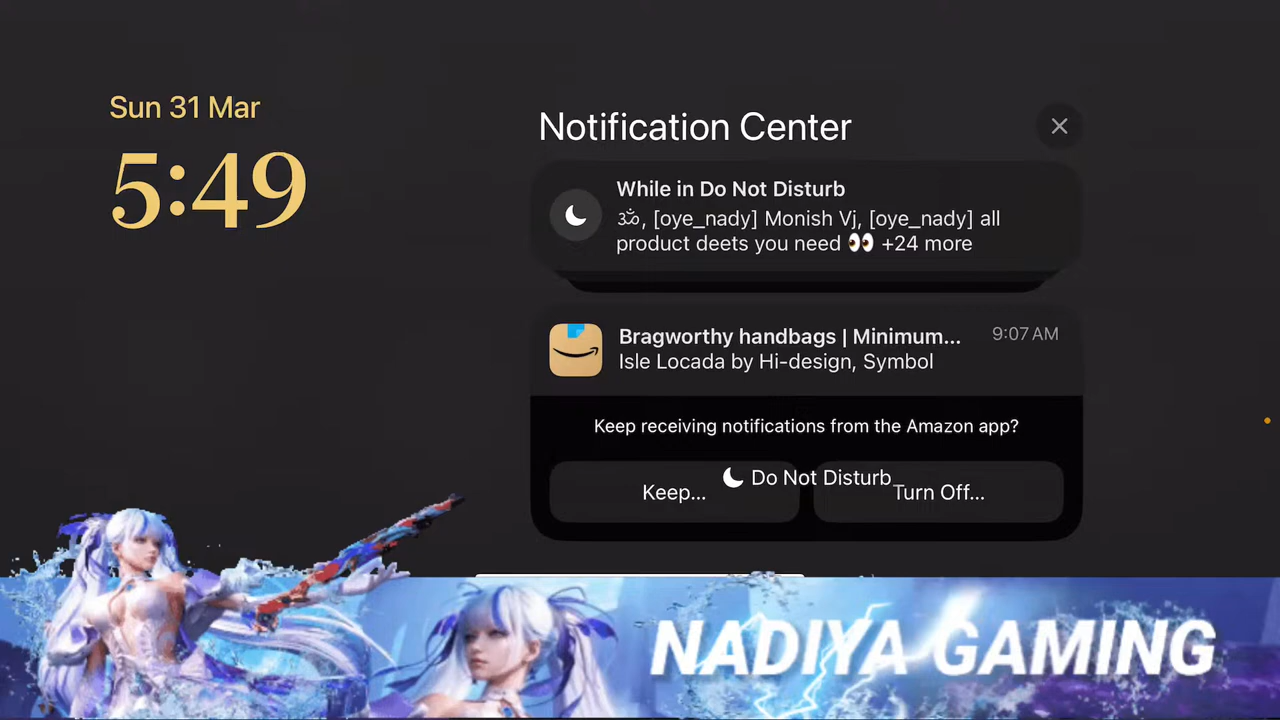 Sun 31 Mar
5:49
Notification Center
While in Do Not Disturb
ॐ, [oye_nady] Monish Vj, [oye_nady] all
product deets you need 👀 +24 more
Bragworthy handbags | Minimum...
9:07 AM
Isle Locada by Hi-design, Symbol
Keep receiving notifications from the Amazon app?
Do Not Disturb
Keep...
Turn Off...
NADIYA GAMING